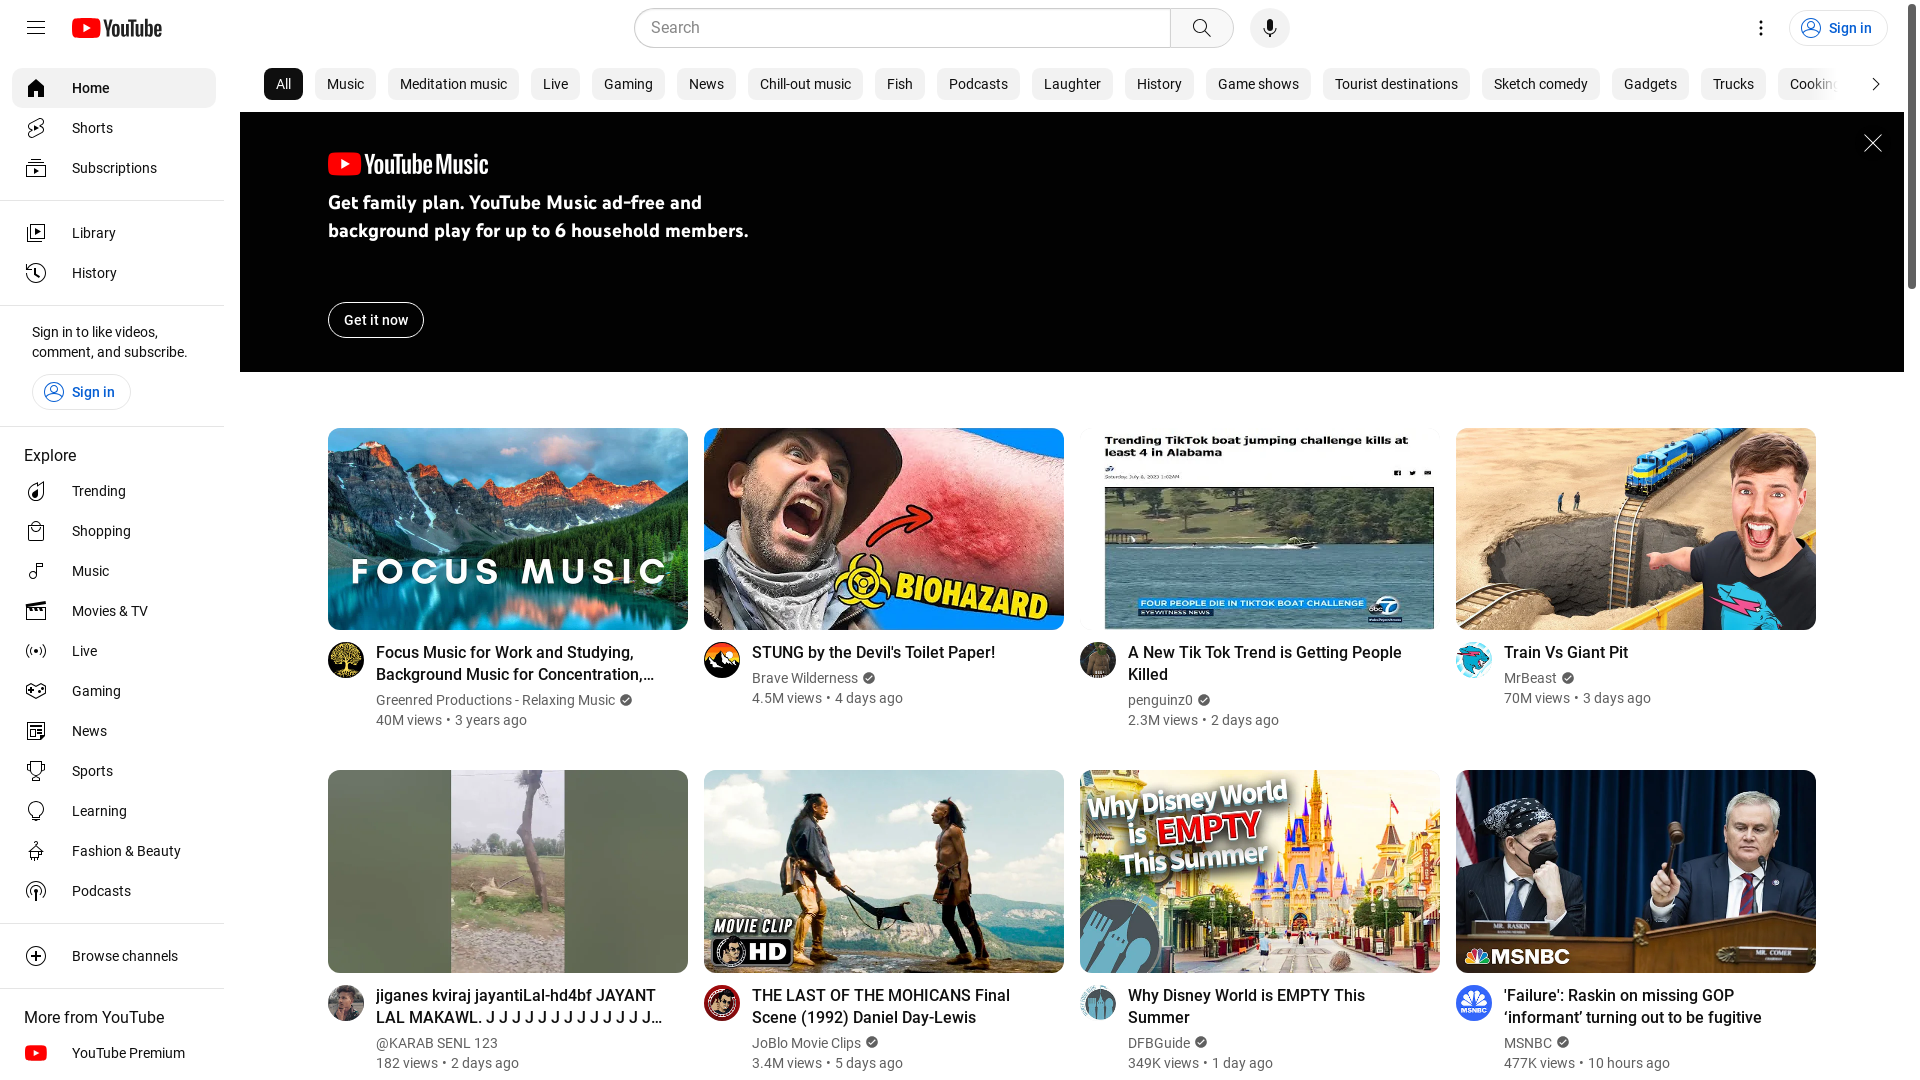 YouTube
Search
Sign in
Home
Shorts
Subscriptions
Library
History
Sign in to like videos,
comment, and subscribe.
Sign in
Explore
Trending
Shopping
Music
Movies & TV
Live
Gaming
News
Sports
Learning
Fashion & Beauty
Podcasts
Browse channels
More from YouTube
YouTube Premium
All
Music
Meditation music
Live
Gaming
News
Chill-out music
Fish
Podcasts
Laughter
History
Game shows
Tourist destinations
Sketch comedy
Gadgets
Trucks
Cooking
YouTube Music
Get family plan. YouTube Music ad-free and
background play for up to 6 household members.
Get it now
FOCUS MUSIC
Focus Music for Work and Studying,
Background Music for Concentration,...
Greenred Productions - Relaxing Music
40M views • 3 years ago
BIOHAZARD
STUNG by the Devil's Toilet Paper!
Brave Wilderness
4.5M views • 4 days ago
Trending TikTok boat jumping challenge kills at
least 4 in Alabama
Saturday, July 8, 2023 1:02AM
FOUR PEOPLE DIE IN TIKTOK BOAT CHALLENGE
EYEWITNESS NEWS
abc7
A New Tik Tok Trend is Getting People
Killed
penguinz0
2.3M views • 2 days ago
Train Vs Giant Pit
MrBeast
70M views • 3 days ago
jiganes kviraj jayantiLal-hd4bf JAYANT
LAL MAKAWL. J J J J J J J J J J J J J...
@KARAB SENL 123
182 views • 2 days ago
MOVIE CLIP
HD
THE LAST OF THE MOHICANS Final
Scene (1992) Daniel Day-Lewis
JoBlo Movie Clips
3.4M views • 5 days ago
Why Disney World
is EMPTY
This Summer
Why Disney World is EMPTY This
Summer
DFBGuide
349K views • 1 day ago
MR. RASKIN
MR. COMER
MSNBC
MSNBC
'Failure': Raskin on missing GOP
‘informant’ turning out to be fugitive
MSNBC
477K views • 10 hours ago